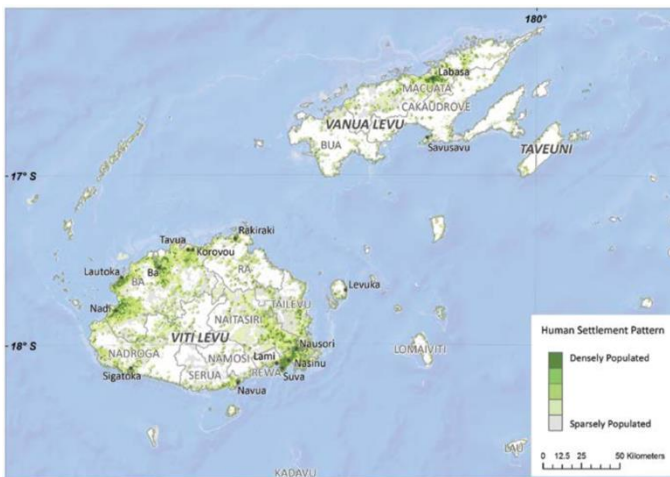 180°
Labasa
MACUATA
CAKAUDROVE
VANUA LEVU
BUA
TAVEUNI
Savusavu
17° S
Rakiraki
Tavua
Korovou
Lautoka
Ba
BA
RA
Levuka
Nadi
TAILEVU
NAITASIRI
VITI LEVU
18° S
Nausori
LOMAIVITI
NADROGA
NAMOSI
Lami
Nasinu
REWA
Suva
Sigatoka
SERUA
Navua
LAU
KADAVU
Human Settlement Pattern
Densely Populated
Sparsely Populated
0 12.5 25 50 Kilometers